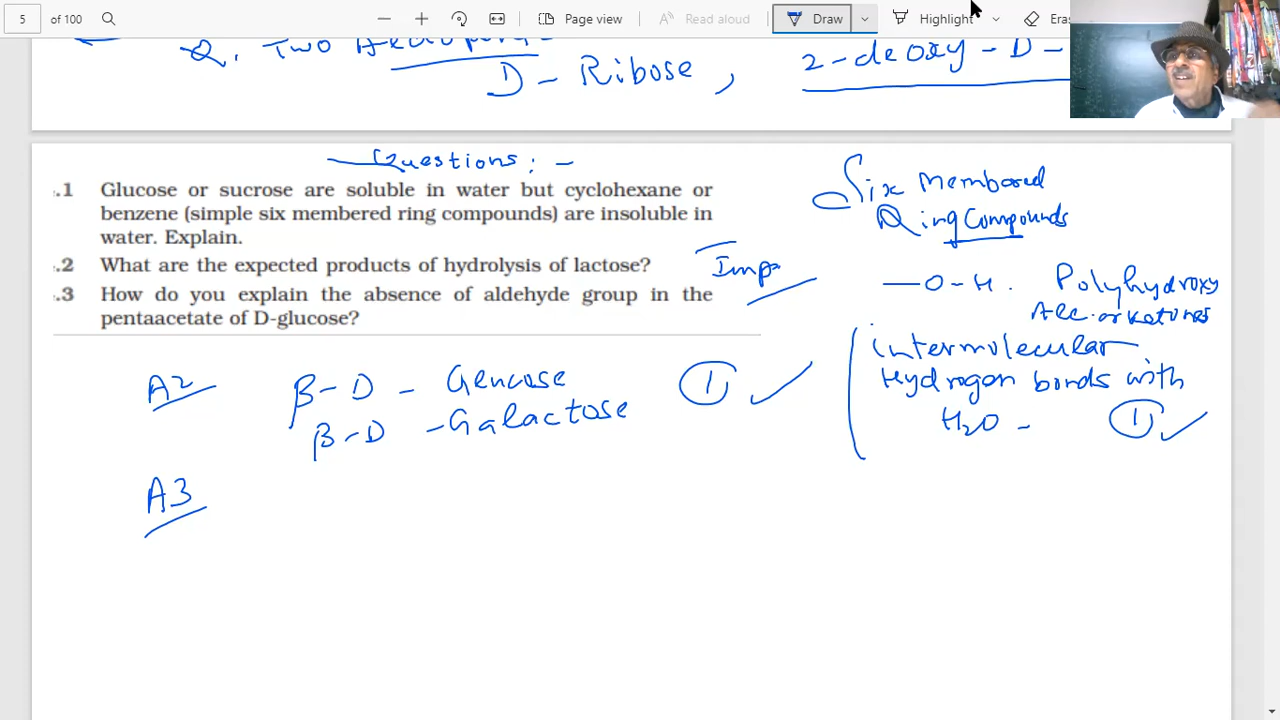 5 of 100 Page view Read aloud Draw Highlight Eras
Q. Two
D - Ribose , 2-deoxy - D -
Questions : -
.1 Glucose or sucrose are soluble in water but cyclohexane or
benzene (simple six membered ring compounds) are insoluble in
water. Explain.
.2 What are the expected products of hydrolysis of lactose?
.3 How do you explain the absence of aldehyde group in the
pentaacetate of D-glucose?
Imp
Six Membored
Ring Compounds
—O-H . Polyhydroxy
or ketones
intermolecular
Hydrogen bonds with
H2O - 1
A2 β-D - Glucose 1
β-D - Galactose
A3